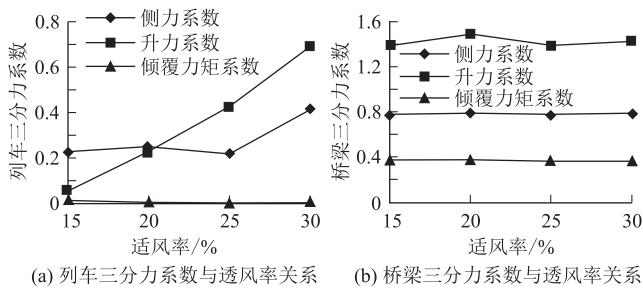 侧力系数
升力系数
倾覆力矩系数
列车三分力系数
0.8
0.6
0.4
0.2
0
15
20
25
30
适风率/%
(a) 列车三分力系数与透风率关系
侧力系数
升力系数
倾覆力矩系数
桥梁三分力系数
1.6
1.2
0.8
0.4
0
15
20
25
30
适风率/%
(b) 桥梁三分力系数与透风率关系